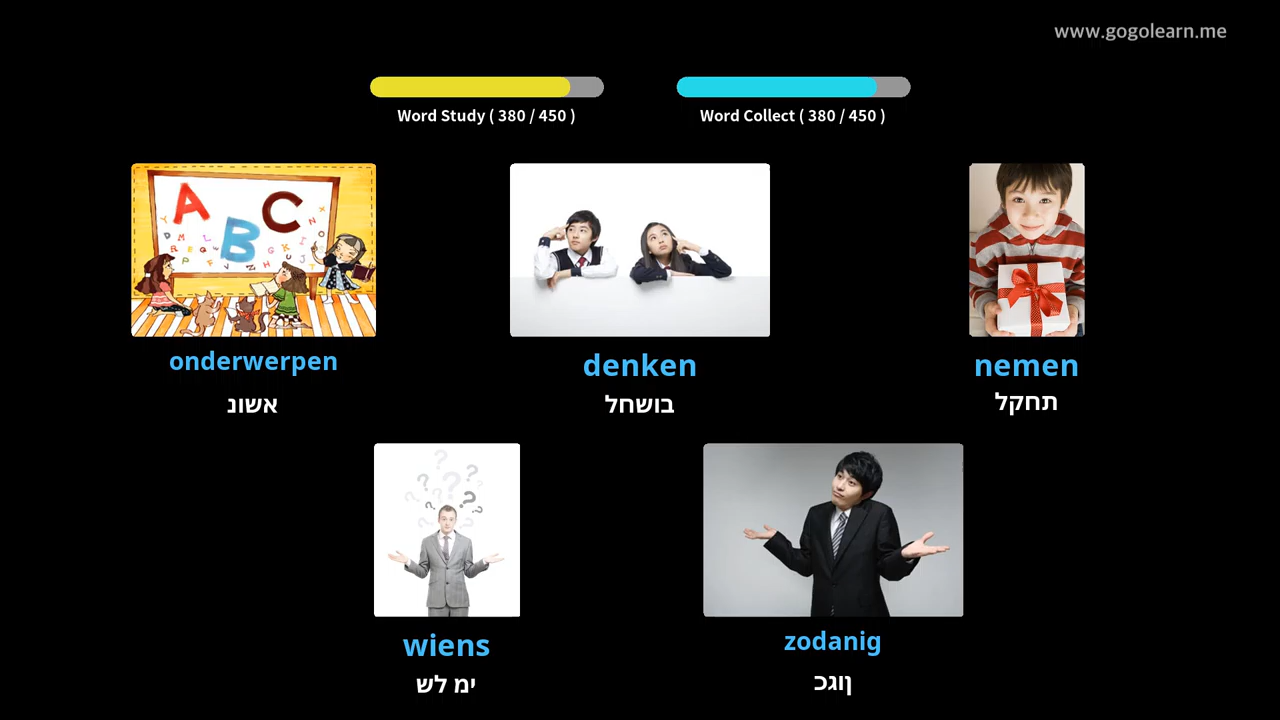 www.gogolearn.me
Word Study ( 380 / 450 )
Word Collect ( 380 / 450 )
A B C
onderwerpen
אשונ
denken
בושחל
nemen
תחקל
wiens
ימ לש
zodanig
ןוגכ